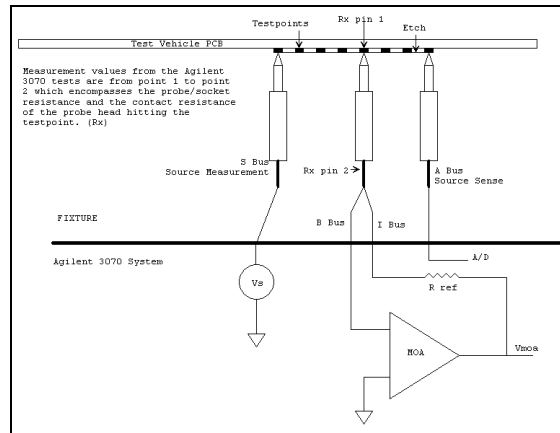 Testpoints
Rx pin 1
Etch
Test Vehicle PCB
Measurement values from the Agilent
3070 tests are from point 1 to point
2 which encompasses the probe/socket
resistance and the contact resistance
of the probe head hitting the
testpoint. (Rx)
S Bus
Source Measurement
Rx pin 2
A Bus
Source Sense
B Bus
I Bus
FIXTURE
Agilent 3070 System
A/D
R ref
Vs
MOA
Vmoa